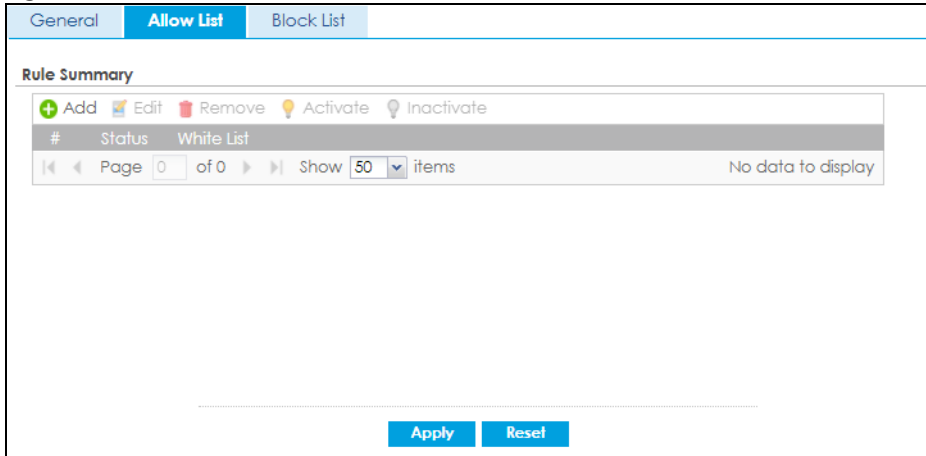 General Allow List Block List
Rule Summary
Add Edit Remove Activate Inactivate
# Status White List
Page 0 of 0 Show 50 items No data to display
Apply Reset